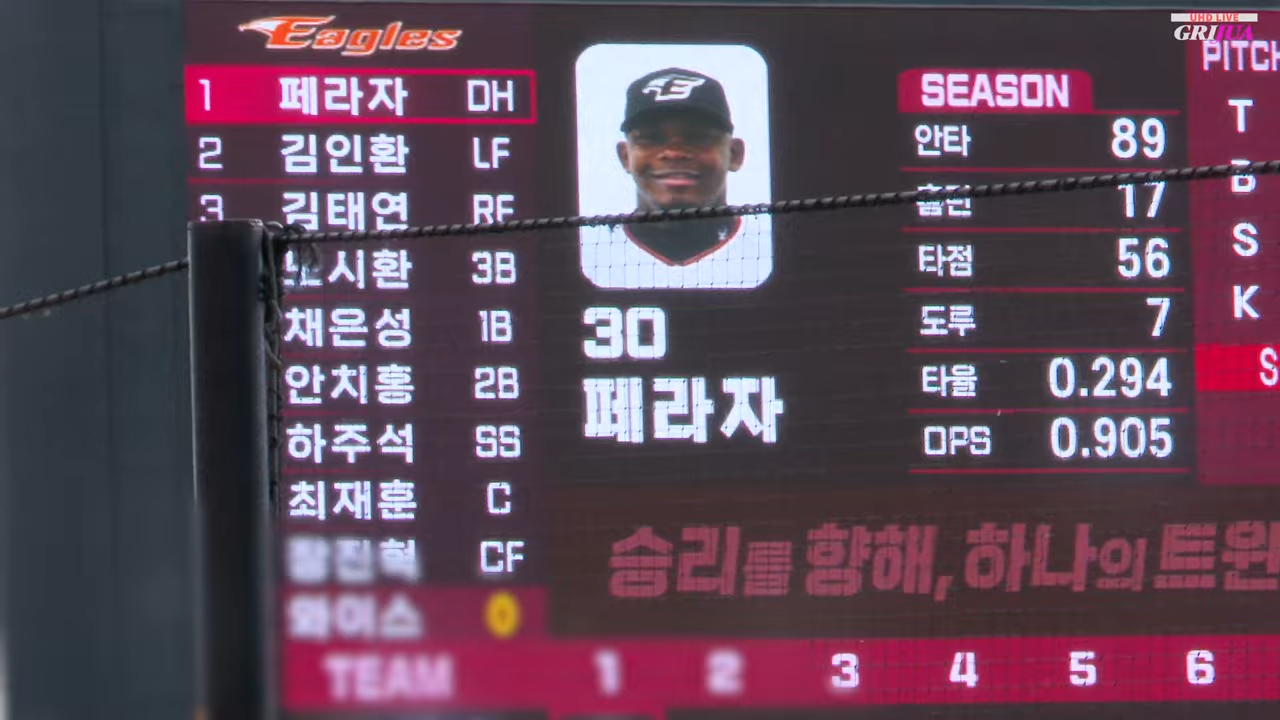 Eagles
1 페라자 DH
2 김인환 LF
3 김태연 RF
시환 3B
채은성 1B
안치홍 2B
하주석 SS
최재훈 C
CF
와이스
30
페라자
SEASON
안타 89
17
타점 56
도루 7
타율 0.294
OPS 0.905
UHD LIVE
GRIJUA
PITCH
T
B
S
K
S
승리를 향해, 하나의 트윈
TEAM 1 2 3 4 5 6